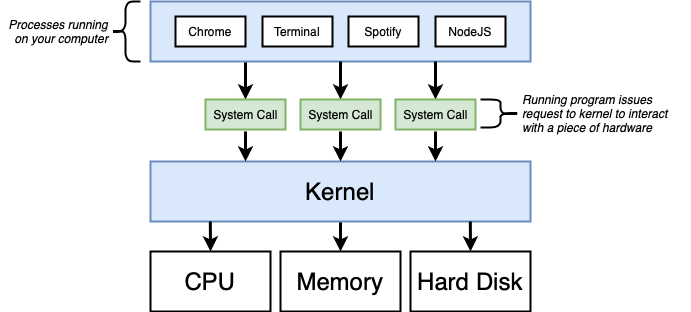 Processes running
on your computer
Chrome
Terminal
Spotify
NodeJS
System Call
System Call
System Call
Running program issues
request to kernel to interact
with a piece of hardware
Kernel
CPU
Memory
Hard Disk